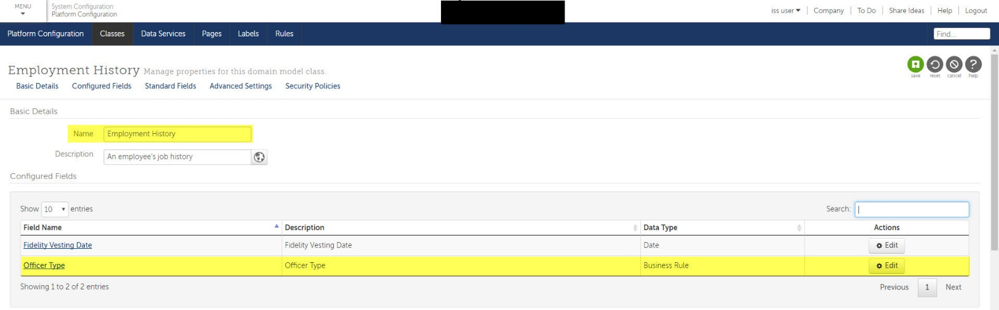 MENU
System Configuration
Platform Configuration
iss user Company To Do Share Ideas Help Logout
Platform Configuration Classes Data Services Pages Labels Rules Find...
Employment History Manage properties for this domain model class.
save reset cancel help
Basic Details Configured Fields Standard Fields Advanced Settings Security Policies
Basic Details
Name Employment History
Description An employee's job history
Configured Fields
Show 10 entries Search:
Field Name Description Data Type Actions
Fidelity Vesting Date Fidelity Vesting Date Date Edit
Officer Type Officer Type Business Rule Edit
Showing 1 to 2 of 2 entries Previous 1 Next